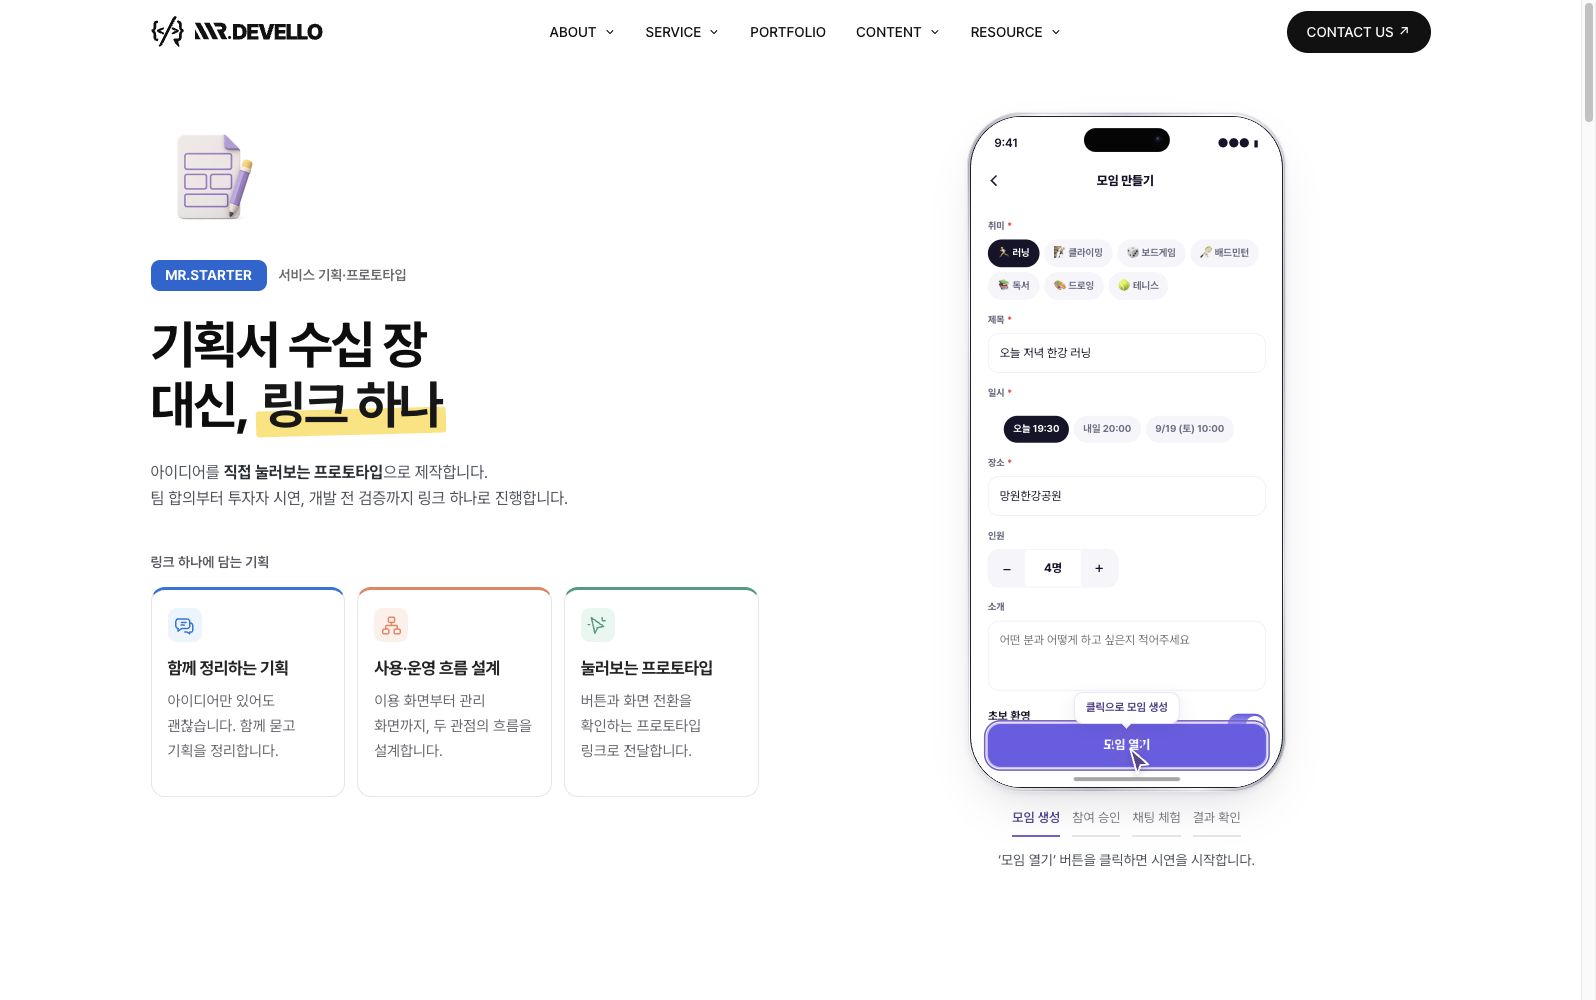 MR.DEVELLO
ABOUT
SERVICE
PORTFOLIO
CONTENT
RESOURCE
CONTACT US
MR.STARTER
서비스 기획·프로토타입
기획서 수십 장
대신, 링크 하나
아이디어를 직접 눌러보는 프로토타입으로 제작합니다.
팀 합의부터 투자자 시연, 개발 전 검증까지 링크 하나로 진행합니다.
링크 하나에 담는 기획
함께 정리하는 기획
아이디어만 있어도
괜찮습니다. 함께 묻고
기획을 정리합니다.
사용·운영 흐름 설계
이용 화면부터 관리
화면까지, 두 관점의 흐름을
설계합니다.
눌러보는 프로토타입
버튼과 화면 전환을
확인하는 프로토타입
링크로 전달합니다.
9:41
모임 만들기
취미 *
러닝
클라이밍
보드게임
배드민턴
독서
드로잉
테니스
제목 *
오늘 저녁 한강 러닝
일시 *
오늘 19:30
내일 20:00
9/19 (토) 10:00
장소 *
망원한강공원
인원
− 4명 +
소개
어떤 분과 어떻게 하고 싶은지 적어주세요
초보 환영
클릭으로 모임 생성
모임 열기
모임 생성
참여 승인
채팅 체험
결과 확인
‘모임 열기’ 버튼을 클릭하면 시연을 시작합니다.